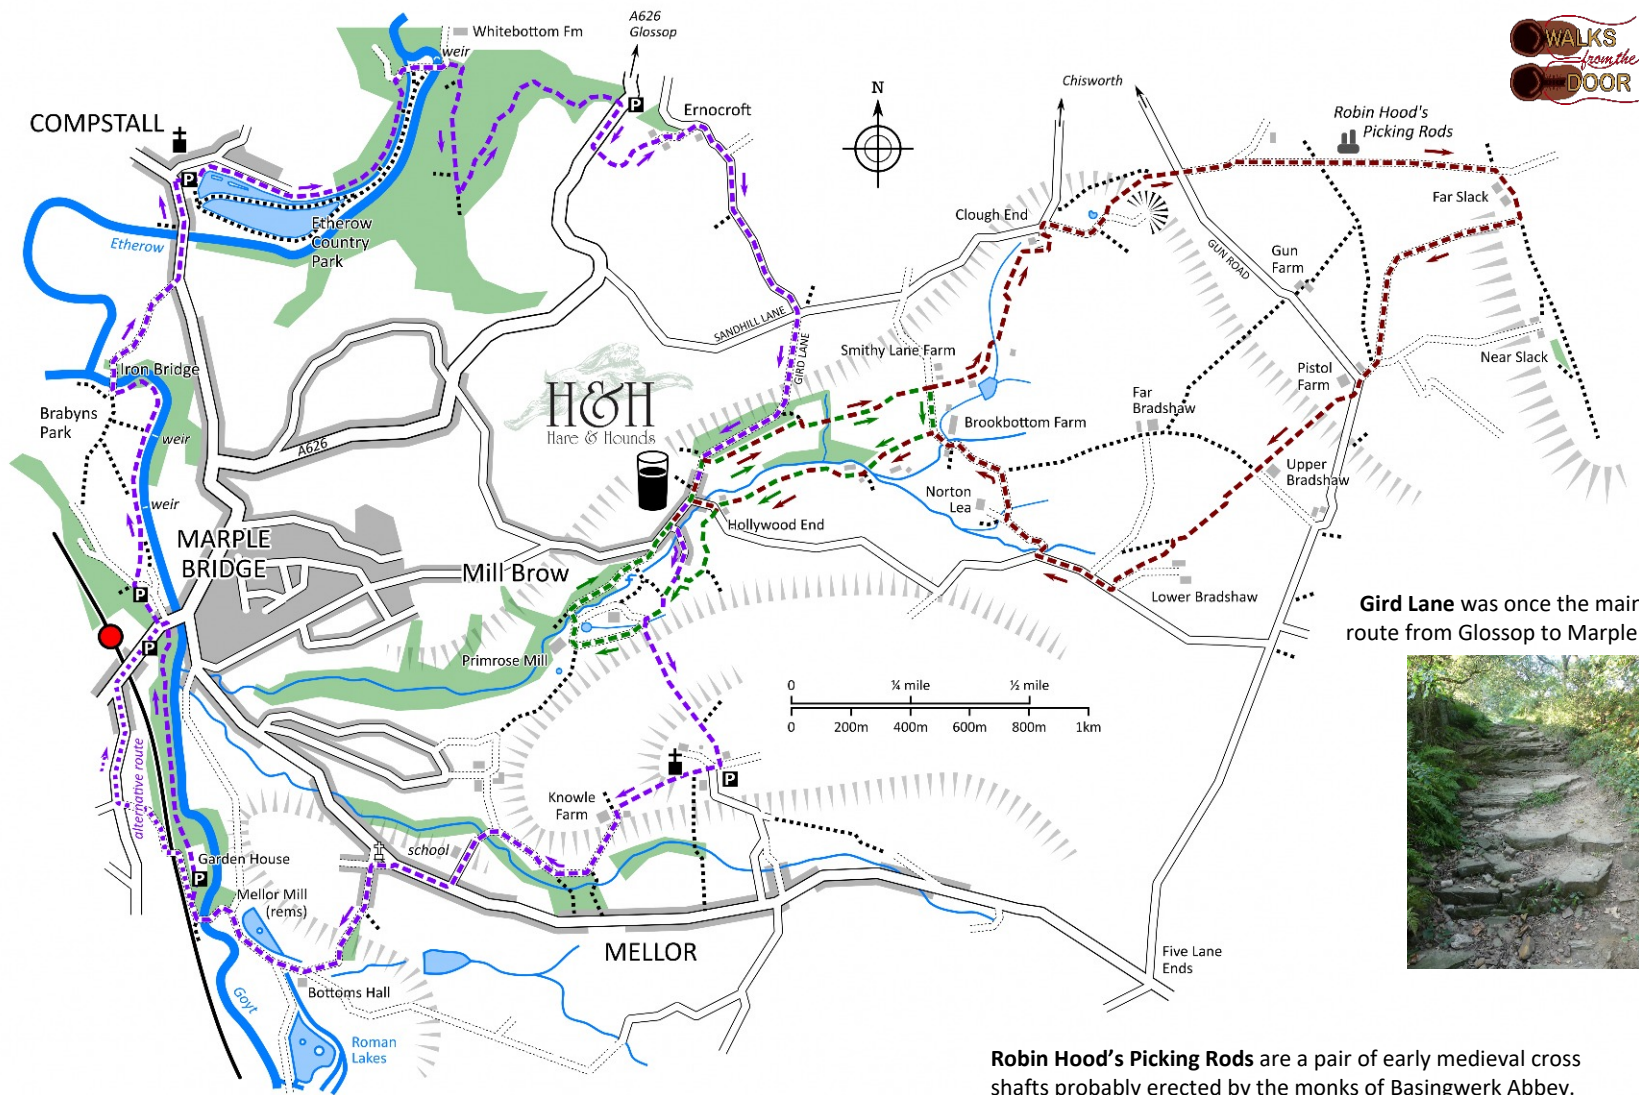 A626
Glossop
Whitebottom Fm
weir
WALKS
from the
DOOR
Chisworth
N
P
Ernocroft
Robin Hood's
Picking Rods
COMPSTALL
P
Far Slack
Clough End
Etherow
Country
Park
Etherow
GUN ROAD
Gun
Farm
SANDHILL LANE
GIRD LANE
Smithy Lane Farm
Near Slack
Iron Bridge
Pistol
Farm
H&H
Hare & Hounds
Far
Bradshaw
Brabyns
Park
weir
A626
Brookbottom Farm
Upper
Bradshaw
weir
Norton
Lea
Hollywood End
MARPLE
BRIDGE
Mill Brow
P
Lower Bradshaw
Gird Lane was once the main
route from Glossop to Marple
P
Primrose Mill
0 ¼ mile ½ mile
0 200m 400m 600m 800m 1km
alternative route
P
Knowle
Farm
school
Garden House
P
Mellor Mill
(rems)
MELLOR
Five Lane
Ends
Bottoms Hall
Goyt
Roman
Lakes
Robin Hood’s Picking Rods are a pair of early medieval cross
shafts probably erected by the monks of Basingwerk Abbey.